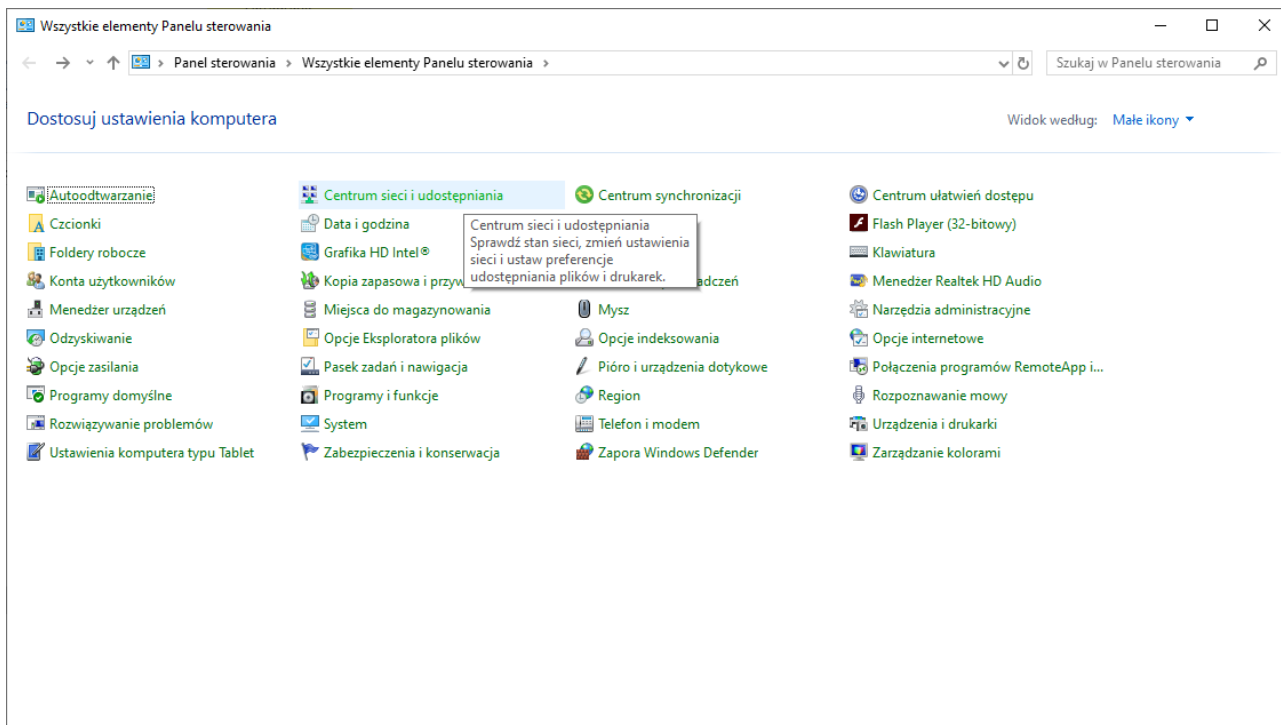 Wszystkie elementy Panelu sterowania
Panel sterowania > Wszystkie elementy Panelu sterowania >
Szukaj w Panelu sterowania
Dostosuj ustawienia komputera
Widok według: Małe ikony
Autoodtwarzanie
Centrum sieci i udostępniania
Centrum synchronizacji
Centrum ułatwień dostępu
Czcionki
Data i godzina
Flash Player (32-bitowy)
Centrum sieci i udostępniania
Sprawdź stan sieci, zmień ustawienia
sieci i ustaw preferencje
udostępniania plików i drukarek.
Foldery robocze
Grafika HD Intel®
Klawiatura
Konta użytkowników
Kopia zapasowa i
Menedżer Realtek HD Audio
Menedżer urządzeń
Miejsca do magazynowania
Mysz
Narzędzia administracyjne
Odzyskiwanie
Opcje Eksploratora plików
Opcje indeksowania
Opcje internetowe
Opcje zasilania
Pasek zadań i nawigacja
Pióro i urządzenia dotykowe
Połączenia programów RemoteApp i...
Programy domyślne
Programy i funkcje
Region
Rozpoznawanie mowy
Rozwiązywanie problemów
System
Telefon i modem
Urządzenia i drukarki
Ustawienia komputera typu Tablet
Zabezpieczenia i konserwacja
Zapora Windows Defender
Zarządzanie kolorami